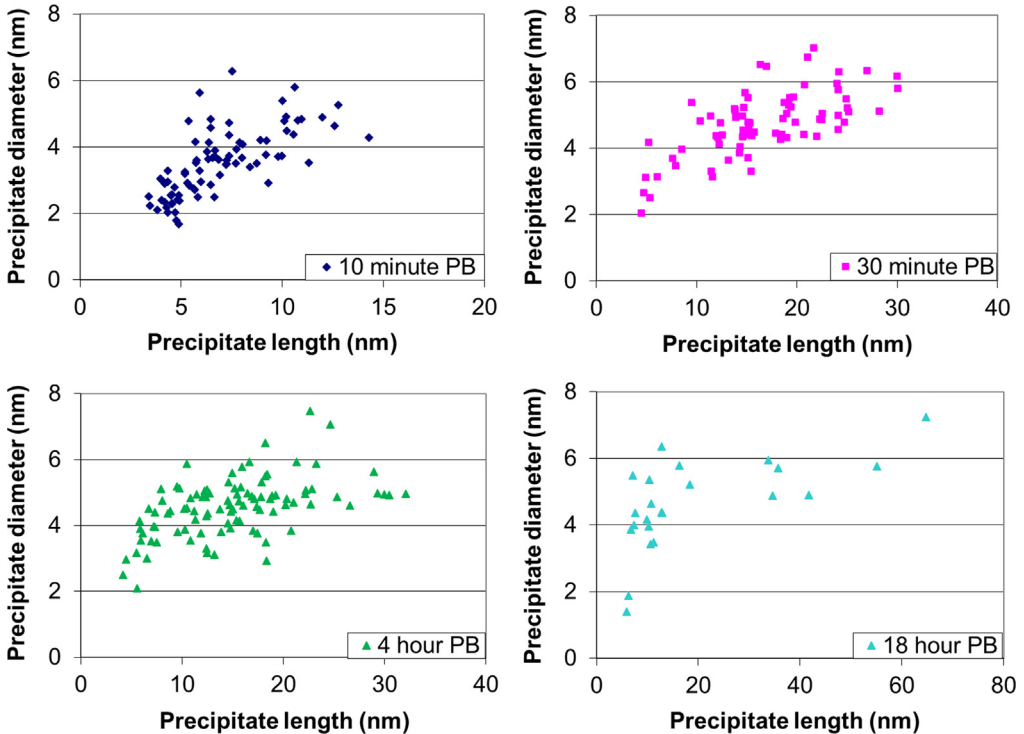 Precipitate diameter (nm)
8
6
4
2
0
10 minute PB
0 5 10 15 20
Precipitate length (nm)
Precipitate diameter (nm)
8
6
4
2
0
30 minute PB
0 10 20 30 40
Precipitate length (nm)
Precipitate diameter (nm)
8
6
4
2
0
4 hour PB
0 10 20 30 40
Precipitate length (nm)
Precipitate diameter (nm)
8
6
4
2
0
18 hour PB
0 20 40 60 80
Precipitate length (nm)